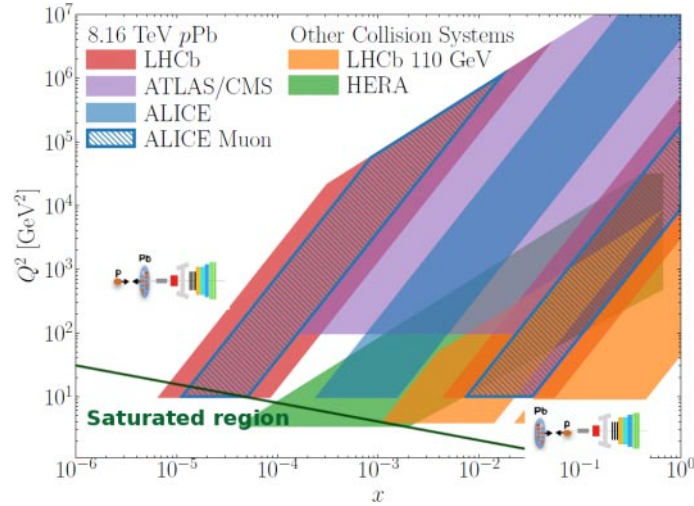 8.16 TeV pPb
LHCb
ATLAS/CMS
ALICE
ALICE Muon
Other Collision Systems
LHCb 110 GeV
HERA
10⁷
10⁶
10⁵
10⁴
10³
10²
10¹
Q² [GeV²]
p
Pb
Saturated region
Pb
p
10⁻⁶
10⁻⁵
10⁻⁴
10⁻³
10⁻²
10⁻¹
10⁰
x